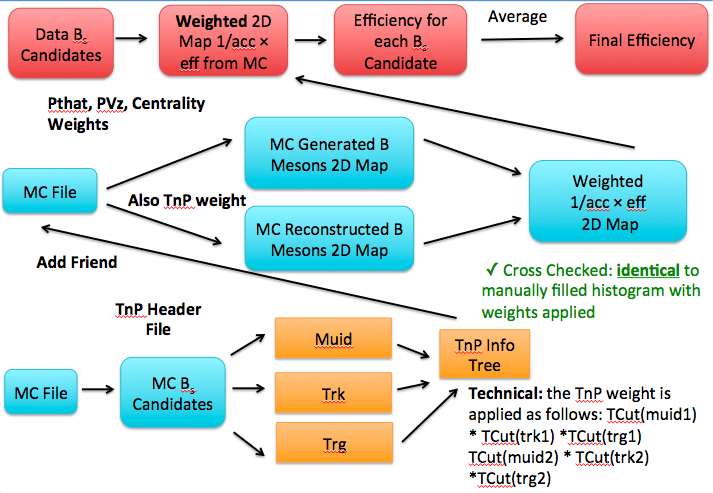 Data Bs
Candidates
Weighted 2D
Map 1/acc ×
eff from MC
Efficiency for
each Bs
Candidate
Average
Final Efficiency
Pthat, PVz, Centrality
Weights
MC File
Also TnP weight
MC Generated B
Mesons 2D Map
MC Reconstructed B
Mesons 2D Map
Weighted
1/acc × eff
2D Map
Add Friend
✓ Cross Checked: identical to
manually filled histogram with
weights applied
TnP Header
File
MC File
MC Bs
Candidates
Muid
Trk
Trg
TnP Info
Tree
Technical: the TnP weight is
applied as follows: TCut(muid1)
* TCut(trk1) *TCut(trg1)
TCut(muid2) * TCut(trk2)
*TCut(trg2)